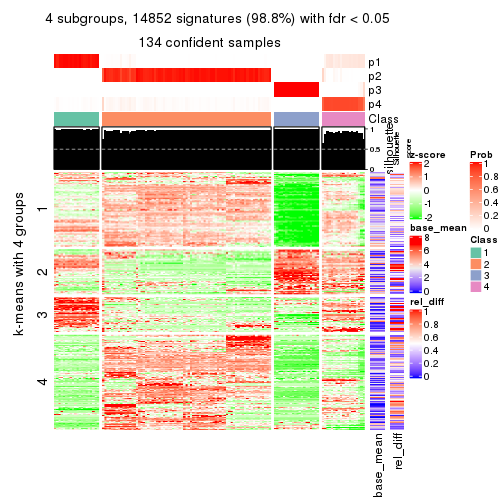 4 subgroups, 14852 signatures (98.8%) with fdr < 0.05
134 confident samples
p1
p2
p3
p4
Class
1
0.5
0
silhouette
Silhouette
score
k-means with 4 groups
1
2
3
4
base_mean
rel_diff
z-score
2
1
0
-1
-2
base_mean
8
6
4
2
0
rel_diff
1
0.8
0.6
0.4
0.2
0
Prob
1
0.8
0.6
0.4
0.2
0
Class
1
2
3
4